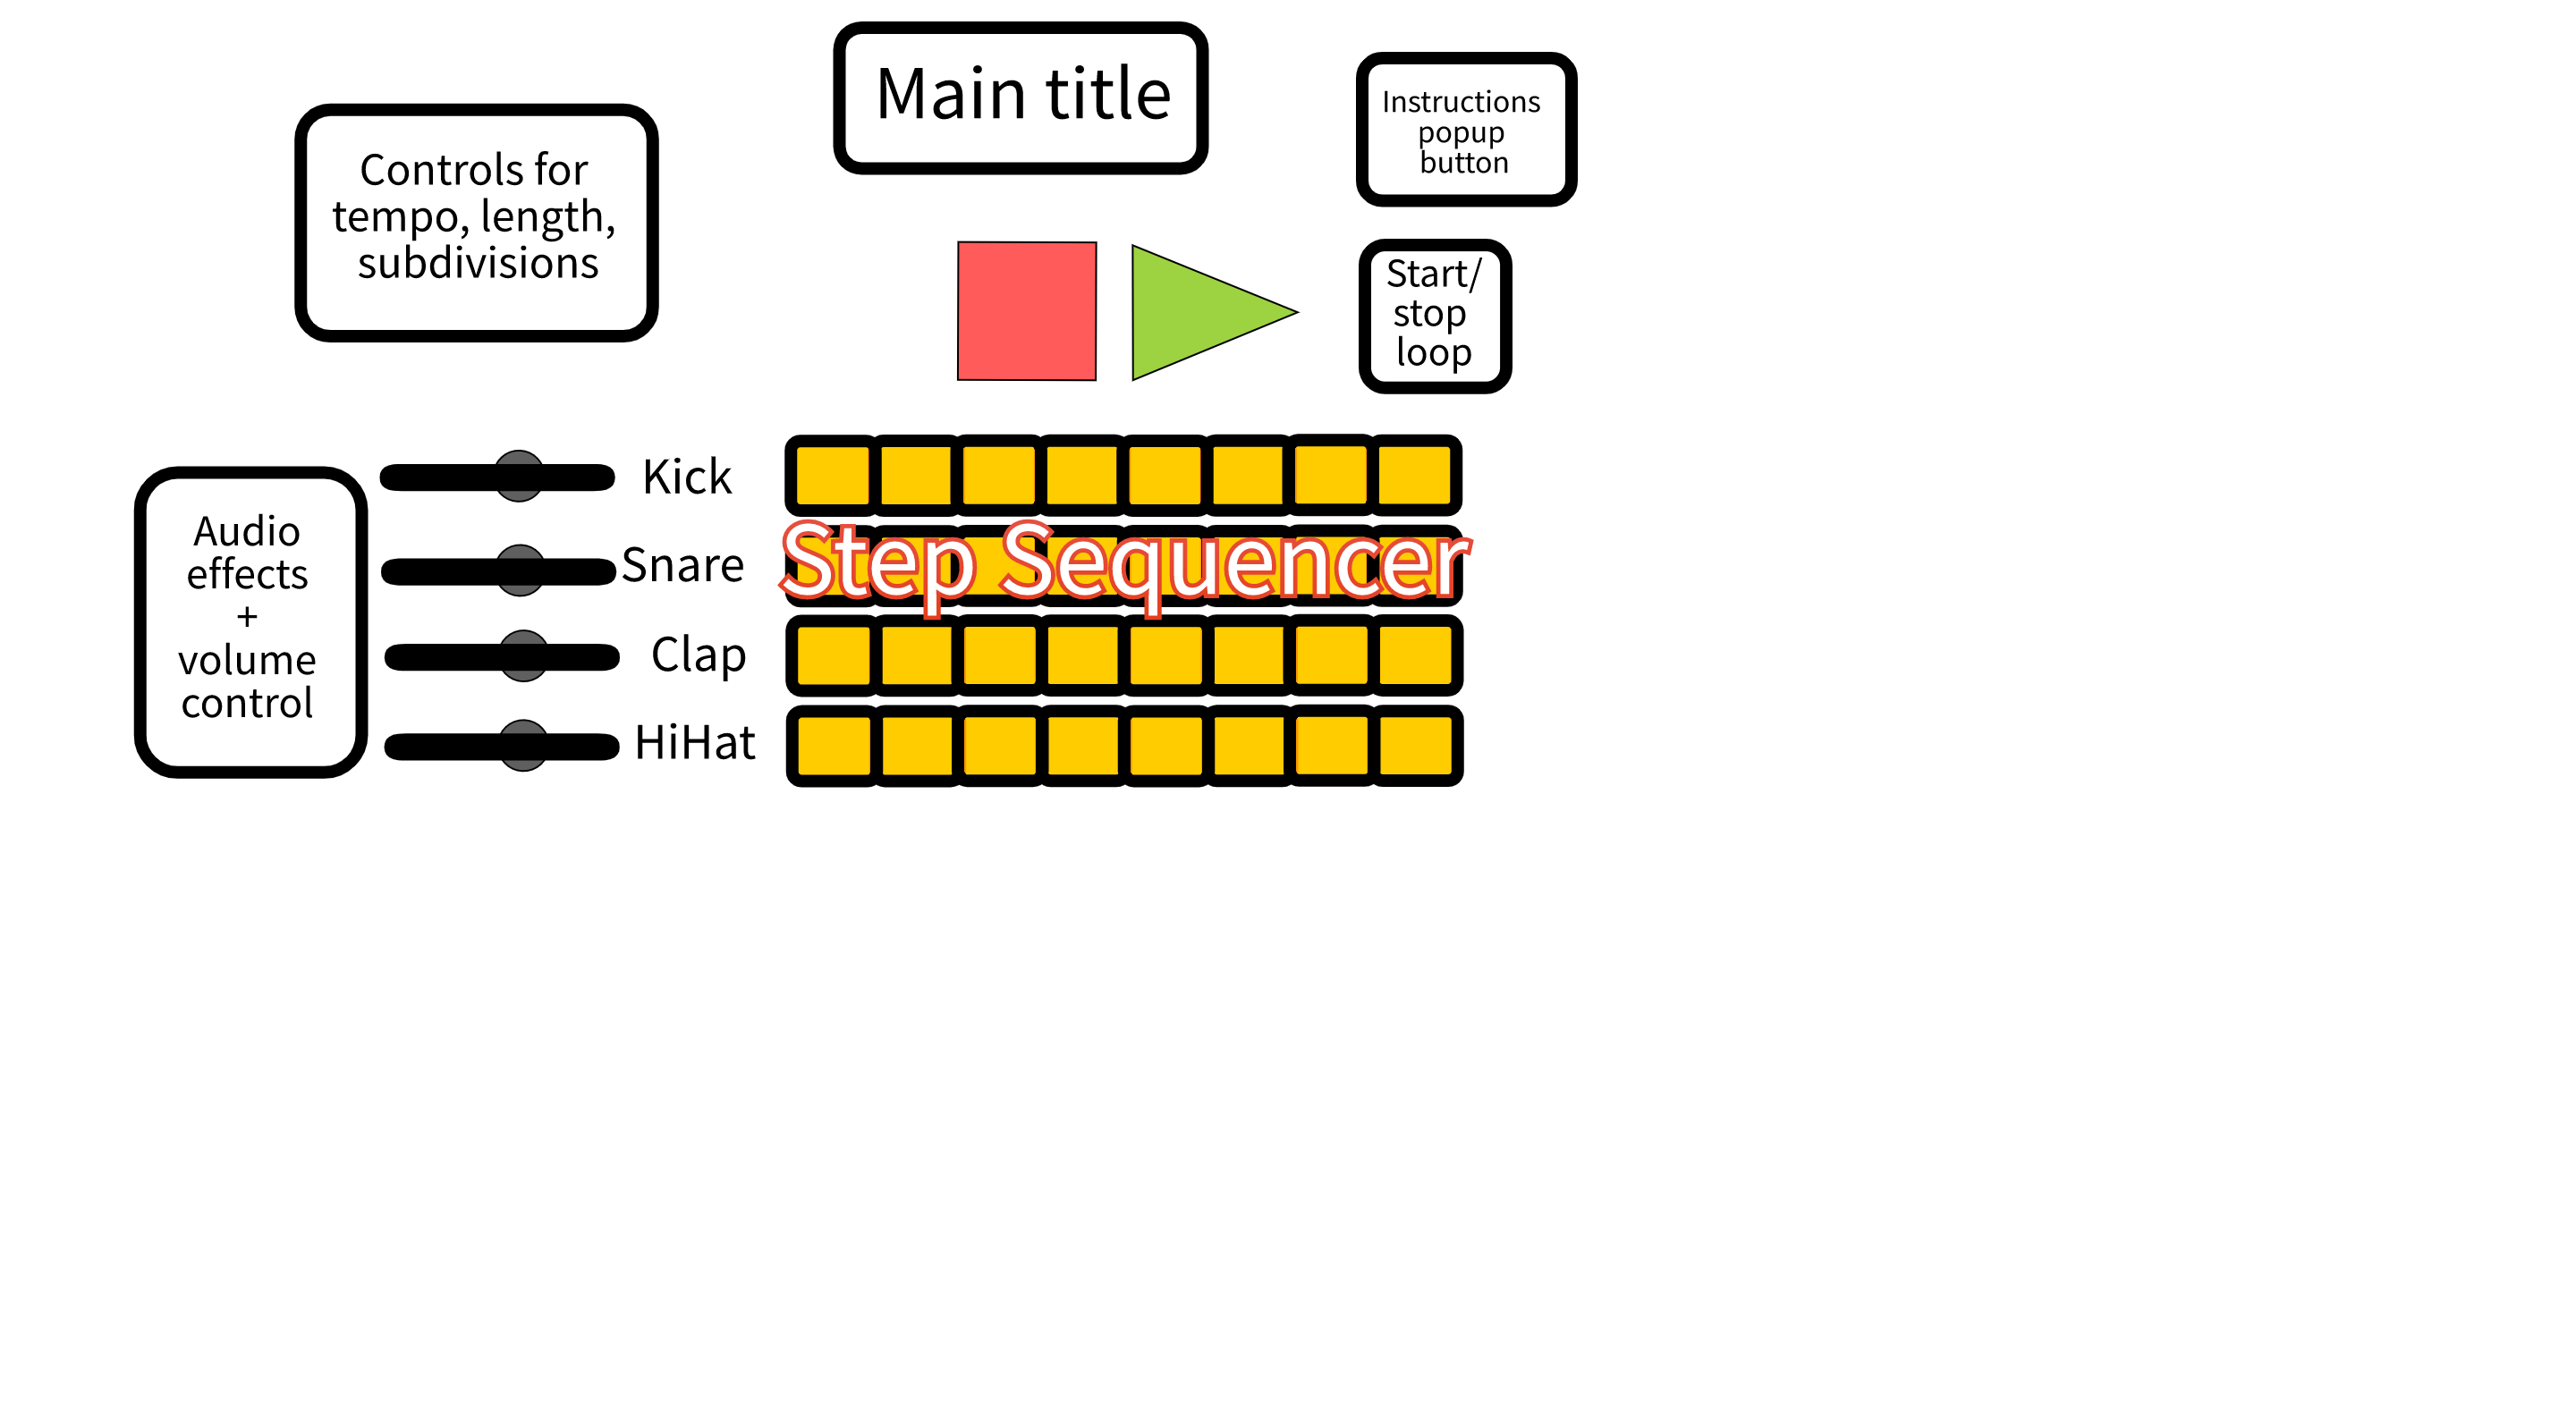 Main title
Instructions
popup
button
Controls for
tempo, length,
subdivisions
Start/
stop
loop
Audio
effects
+
volume
control
Kick
Snare
Clap
HiHat
Step Sequencer